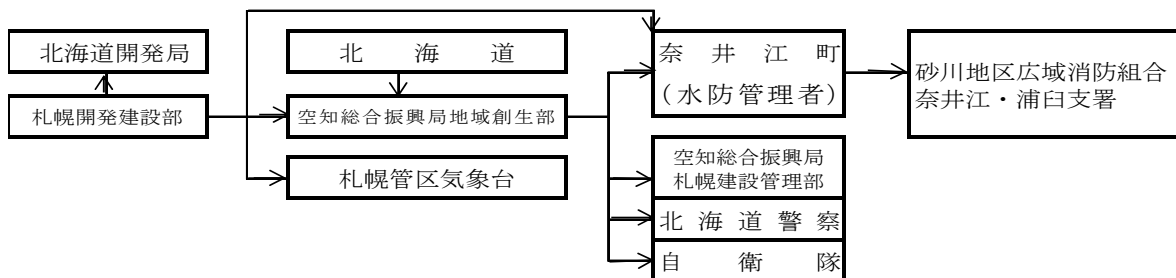 北海道開発局
札幌開発建設部
北海道
空知総合振興局地域創生部
札幌管区気象台
奈井江町
(水防管理者)
空知総合振興局
札幌建設管理部
北海道警察
自衛隊
砂川地区広域消防組合
奈井江・浦臼支署